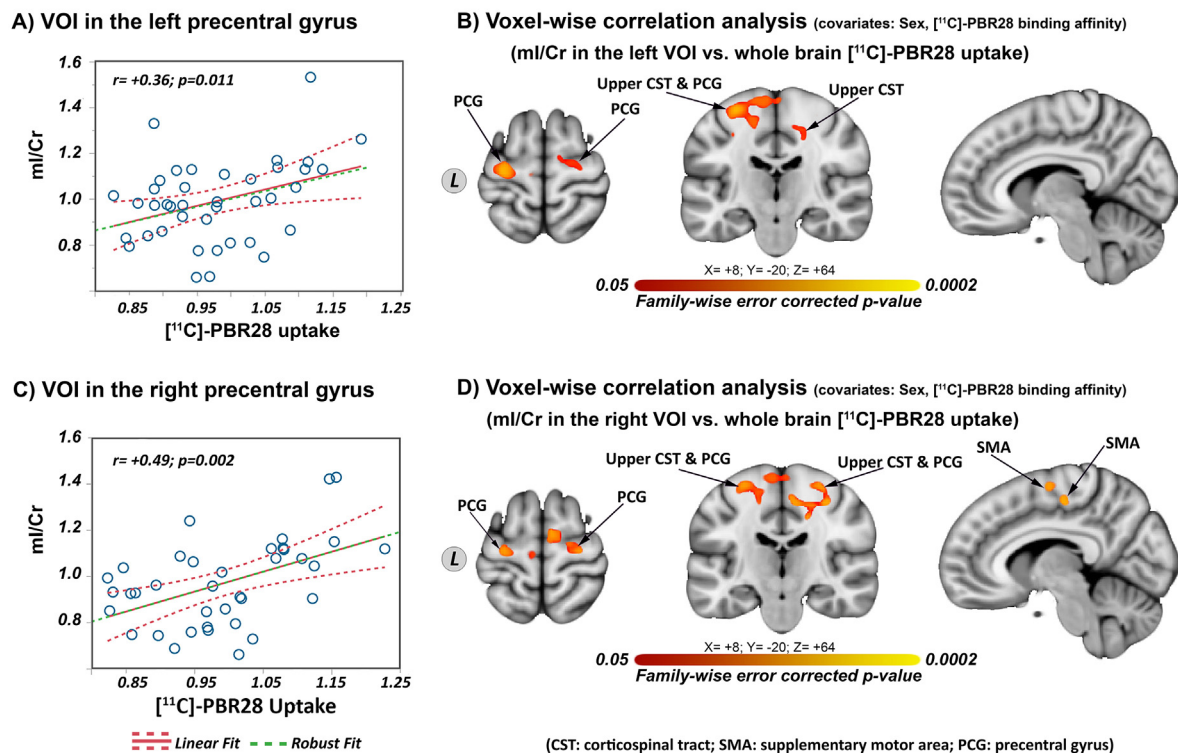 A) VOI in the left precentral gyrus
r= +0.36; p=0.011
mI/Cr
1.6
1.4
1.2
1.0
0.8
0.85 0.95 1.05 1.15 1.25
[¹¹C]-PBR28 uptake
B) Voxel-wise correlation analysis (covariates: Sex, [¹¹C]-PBR28 binding affinity)
(mI/Cr in the left VOI vs. whole brain [¹¹C]-PBR28 uptake)
Upper CST & PCG
Upper CST
PCG
PCG
L
X= +8; Y= -20; Z= +64
0.05
0.0002
Family-wise error corrected p-value
C) VOI in the right precentral gyrus
r= +0.49; p=0.002
mI/Cr
1.6
1.4
1.2
1.0
0.8
0.85 0.95 1.05 1.15 1.25
[¹¹C]-PBR28 Uptake
Linear Fit
Robust Fit
D) Voxel-wise correlation analysis (covariates: Sex, [¹¹C]-PBR28 binding affinity)
(mI/Cr in the right VOI vs. whole brain [¹¹C]-PBR28 uptake)
Upper CST & PCG
Upper CST & PCG
SMA
SMA
PCG
PCG
L
X= +8; Y= -20; Z= +64
0.05
0.0002
Family-wise error corrected p-value
(CST: corticospinal tract; SMA: supplementary motor area; PCG: precentral gyrus)